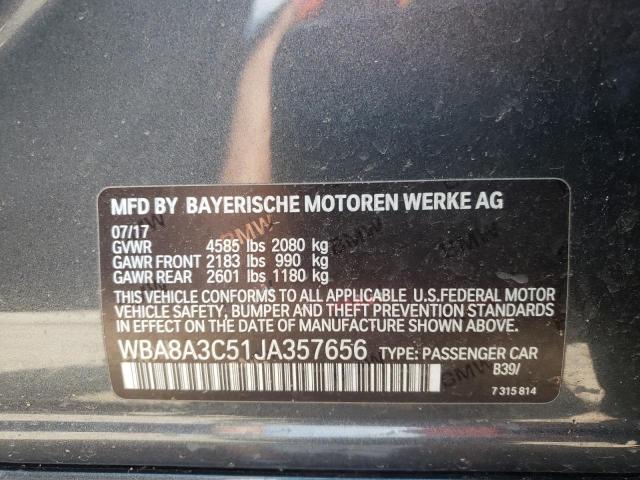 MFD BY BAYERISCHE MOTOREN WERKE AG
07/17
GVWR 4585 lbs 2080 kg
GAWR FRONT 2183 lbs 990 kg
GAWR REAR 2601 lbs 1180 kg
THIS VEHICLE CONFORMS TO ALL APPLICABLE U.S.FEDERAL MOTOR
VEHICLE SAFETY, BUMPER AND THEFT PREVENTION STANDARDS IN
EFFECT ON THE DATE OF MANUFACTURE SHOWN ABOVE.
WBA8A3C51JA357656 TYPE: PASSENGER CAR
B39/
7 315 814
BMW
BMW
BMW